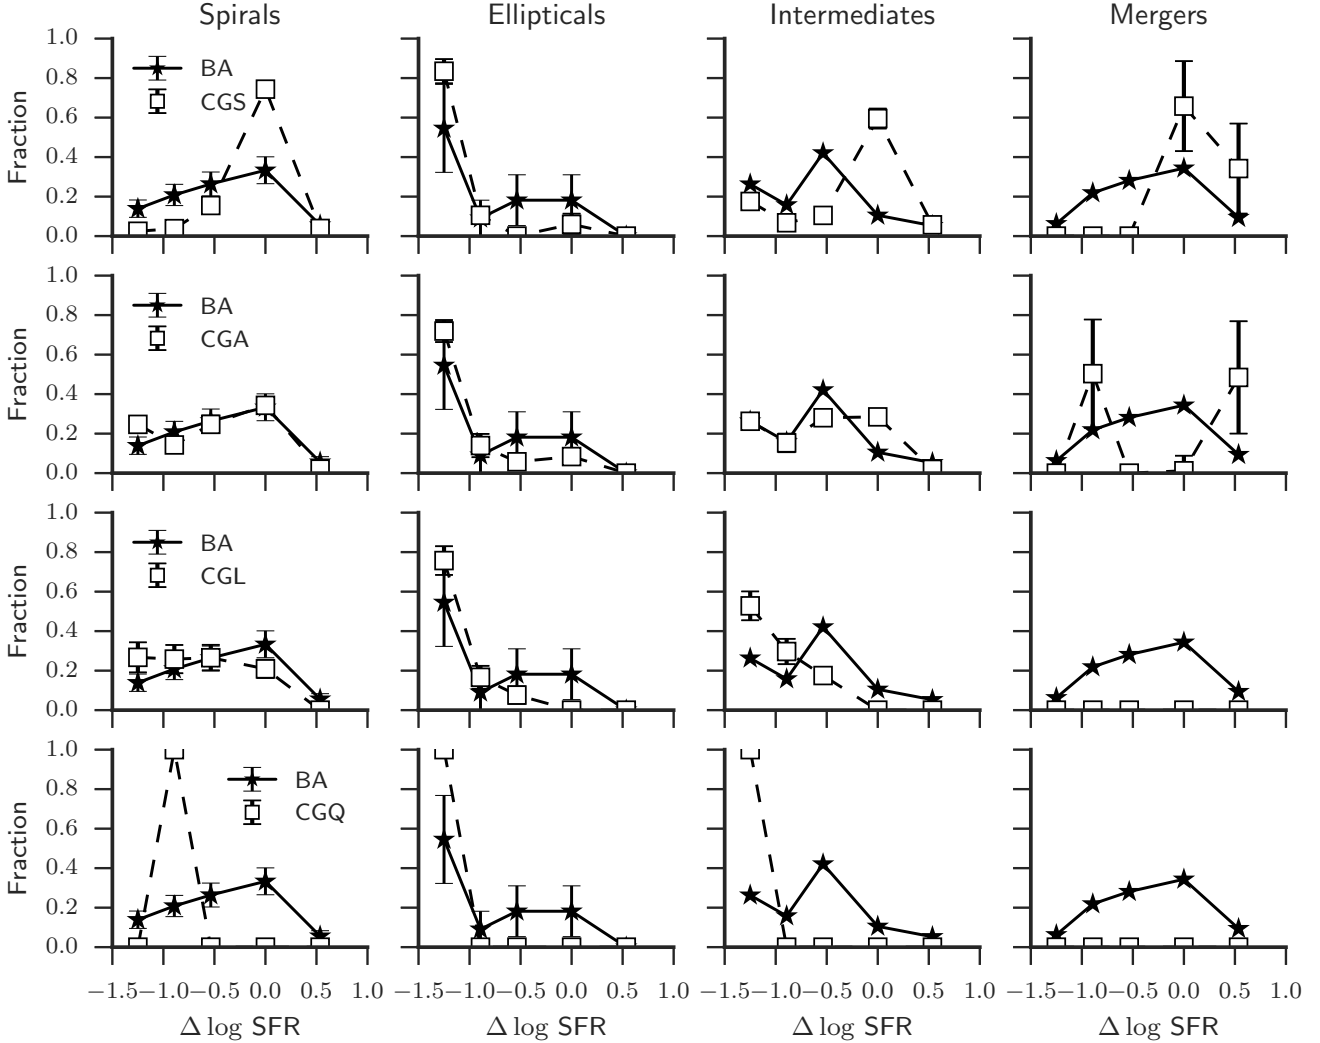 Spirals Ellipticals Intermediates Mergers
1.0
0.8
0.6
0.4
0.2
0.0
Fraction
BA
CGS
1.0
0.8
0.6
0.4
0.2
0.0
Fraction
BA
CGA
1.0
0.8
0.6
0.4
0.2
0.0
Fraction
BA
CGL
1.0
0.8
0.6
0.4
0.2
0.0
Fraction
BA
CGQ
−1.5 −1.0 −0.5 0.0 0.5 1.0 −1.5 −1.0 −0.5 0.0 0.5 1.0 −1.5 −1.0 −0.5 0.0 0.5 1.0 −1.5 −1.0 −0.5 0.0 0.5 1.0
Δ log SFR Δ log SFR Δ log SFR Δ log SFR